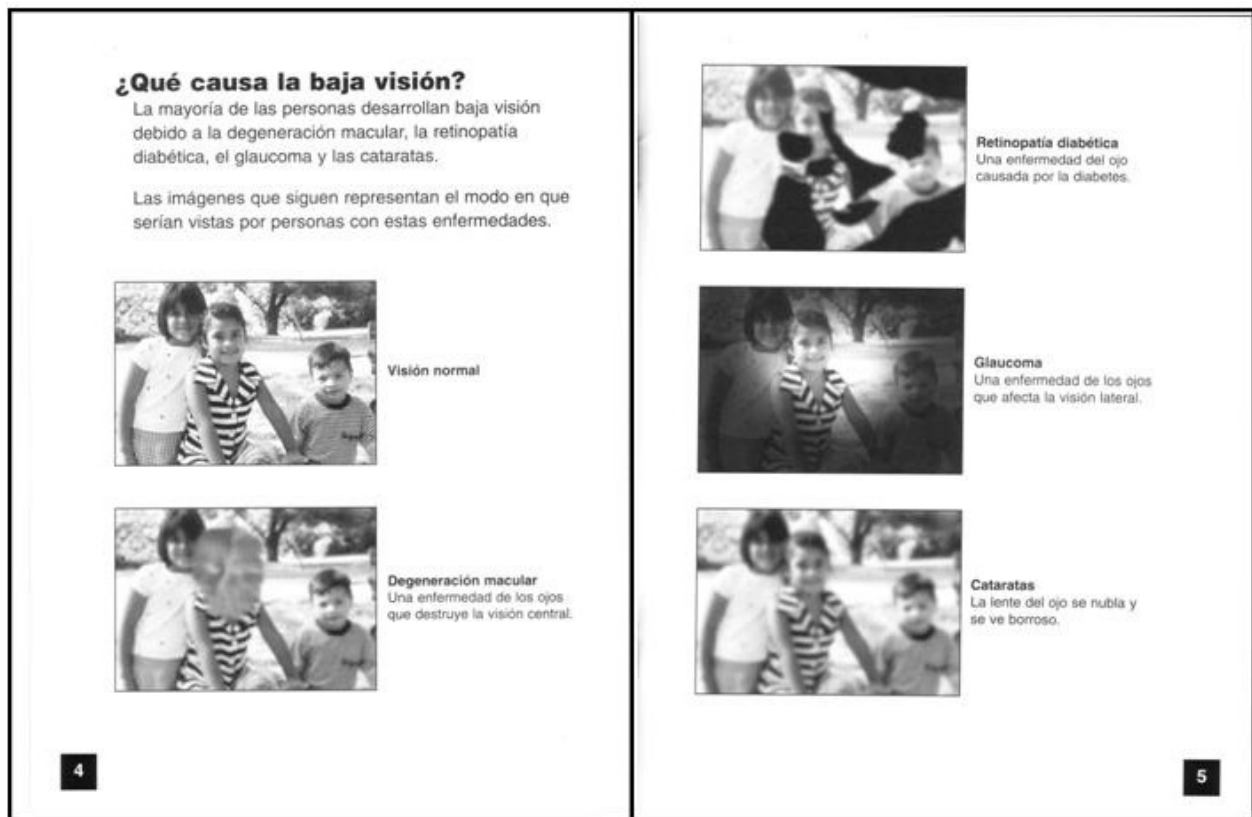 ¿Qué causa la baja visión?
La mayoría de las personas desarrollan baja visión
debido a la degeneración macular, la retinopatía
diabética, el glaucoma y las cataratas.
Las imágenes que siguen representan el modo en que
serían vistas por personas con estas enfermedades.
Visión normal
Degeneración macular
Una enfermedad de los ojos
que destruye la visión central.
4
Retinopatía diabética
Una enfermedad del ojo
causada por la diabetes.
Glaucoma
Una enfermedad de los ojos
que afecta la visión lateral.
Cataratas
La lente del ojo se nubla y
se ve borroso.
5